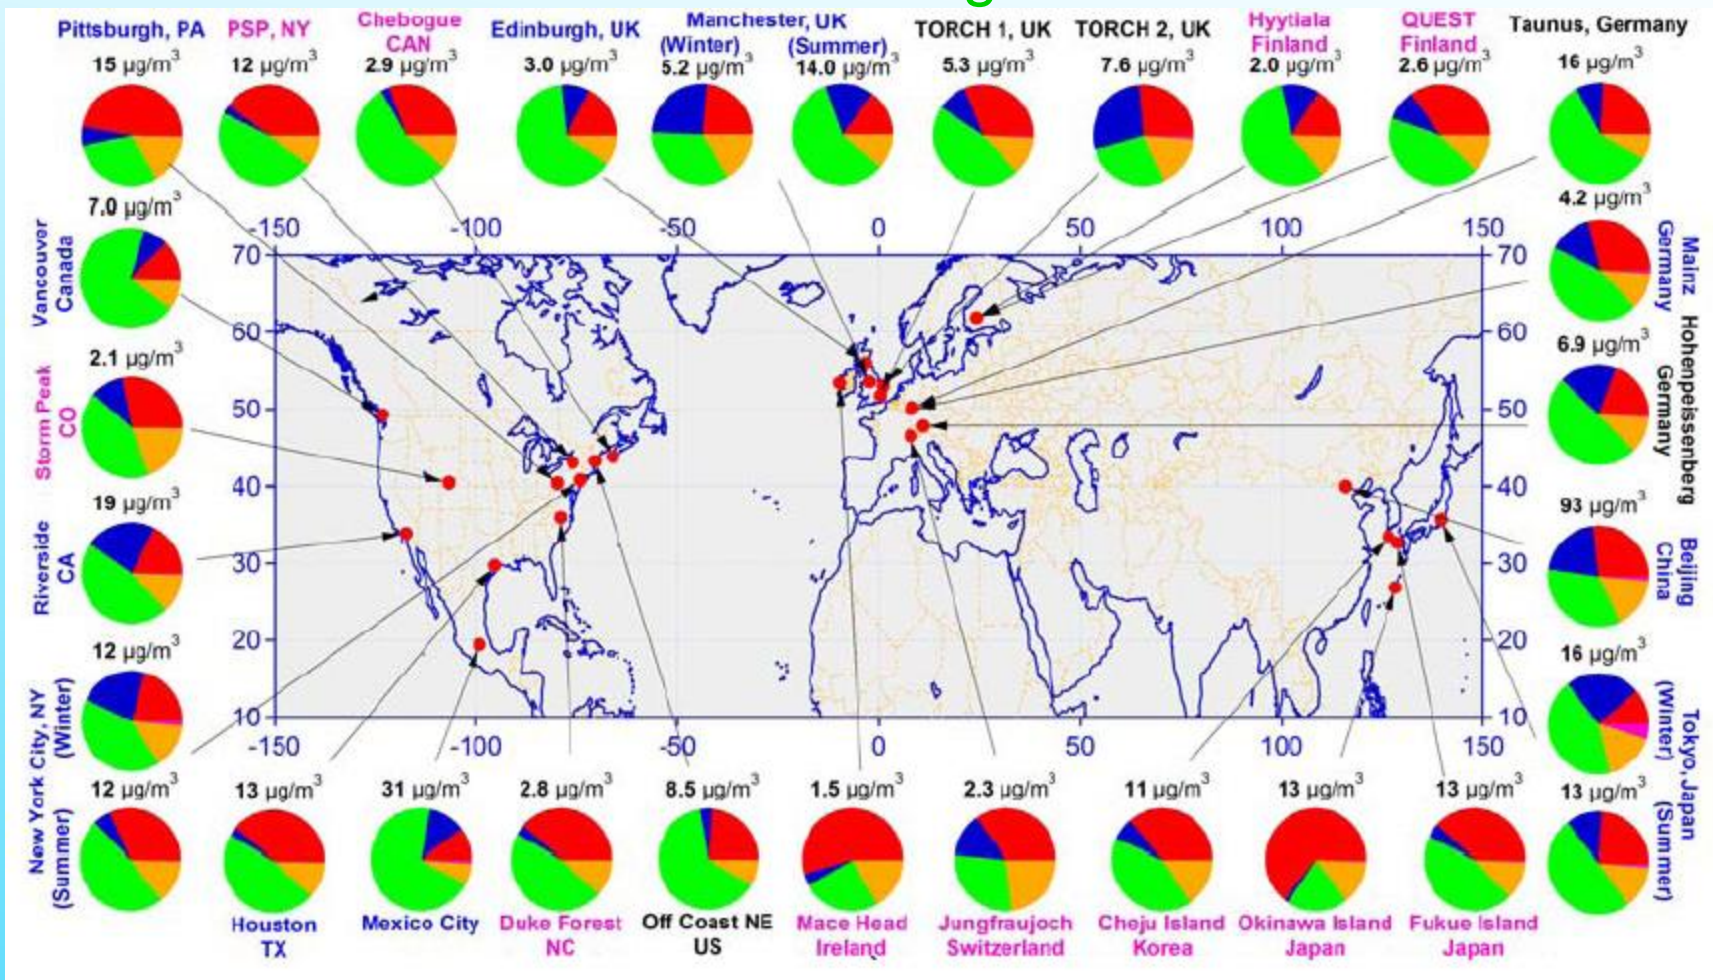 Pittsburgh, PA
15 µg/m³
PSP, NY
12 µg/m³
Chebogue
CAN
2.9 µg/m³
Edinburgh, UK
3.0 µg/m³
Manchester, UK
(Winter) (Summer)
5.2 µg/m³ 14.0 µg/m³
TORCH 1, UK
5.3 µg/m³
TORCH 2, UK
7.6 µg/m³
Hyytiala
Finland
2.0 µg/m³
QUEST
Finland
2.6 µg/m³
Taunus, Germany
16 µg/m³
7.0 µg/m³
Vancouver
Canada
2.1 µg/m³
Storm Peak
CO
19 µg/m³
Riverside
CA
12 µg/m³
New York City, NY
(Winter)
12 µg/m³
(Summer)
-150 -100 -50 0 50 100 150
70 70
60 60
50 50
40 40
30 30
20 20
10 10
-150 -100 -50 0 50 100 150
4.2 µg/m³
Mainz
Germany
6.9 µg/m³
Hohenpeissenberg
Germany
93 µg/m³
Beijing
China
16 µg/m³
Tokyo, Japan
(Winter)
13 µg/m³
(Summer)
13 µg/m³
Houston
TX
31 µg/m³
Mexico City
2.8 µg/m³
Duke Forest
NC
8.5 µg/m³
Off Coast NE
US
1.5 µg/m³
Mace Head
Ireland
2.3 µg/m³
Jungfraujoch
Switzerland
11 µg/m³
Cheju Island
Korea
13 µg/m³
Okinawa Island
Japan
13 µg/m³
Fukue Island
Japan